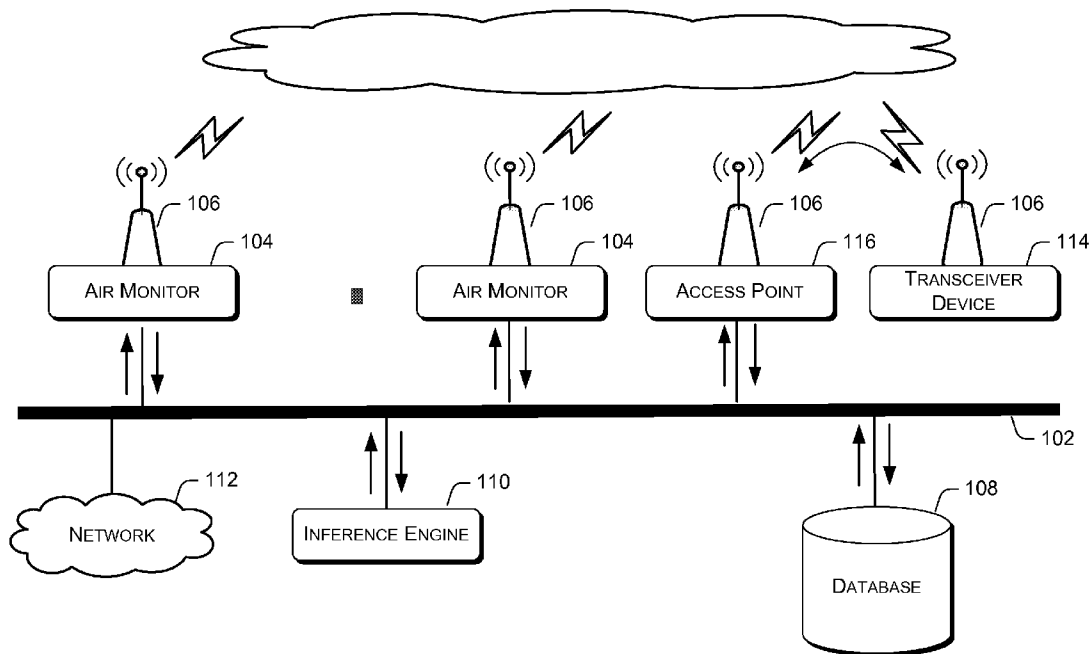 106
106
106
106
104
104
116
114
AIR MONITOR
AIR MONITOR
ACCESS POINT
TRANSCEIVER
DEVICE
102
112
110
108
NETWORK
INFERENCE ENGINE
DATABASE